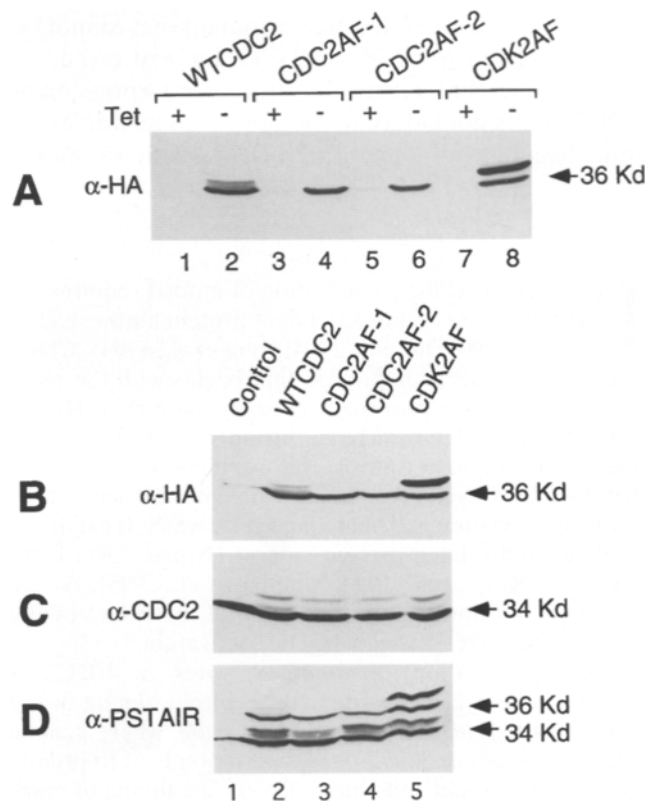 WTCDC2 CDC2AF-1 CDC2AF-2 CDK2AF
Tet + - + - + - + -
A α-HA 36 Kd
1 2 3 4 5 6 7 8
Control WTCDC2 CDC2AF-1 CDC2AF-2 CDK2AF
B α-HA 36 Kd
C α-CDC2 34 Kd
D α-PSTAIR 36 Kd
34 Kd
1 2 3 4 5